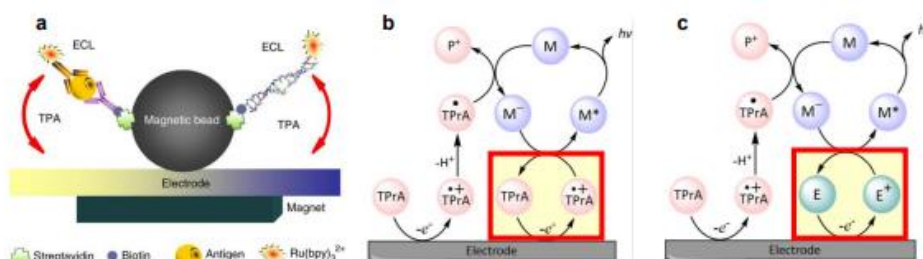 a
ECL
ECL
TPA
Magnetic bead
TPA
Electrode
Magnet
Streptavidin
Biotin
Antigen
Ru(bpy)₃²⁺
b
P⁺
M
hν
TPrA
M⁻
M*
-H⁺
TPrA
TPrA
TPrA
TPrA
-e⁻
-e⁻
Electrode
c
P⁺
M
TPrA
M⁻
M*
-H⁺
TPrA
TPrA
E
E⁺
-e⁻
-e⁻
Electrode